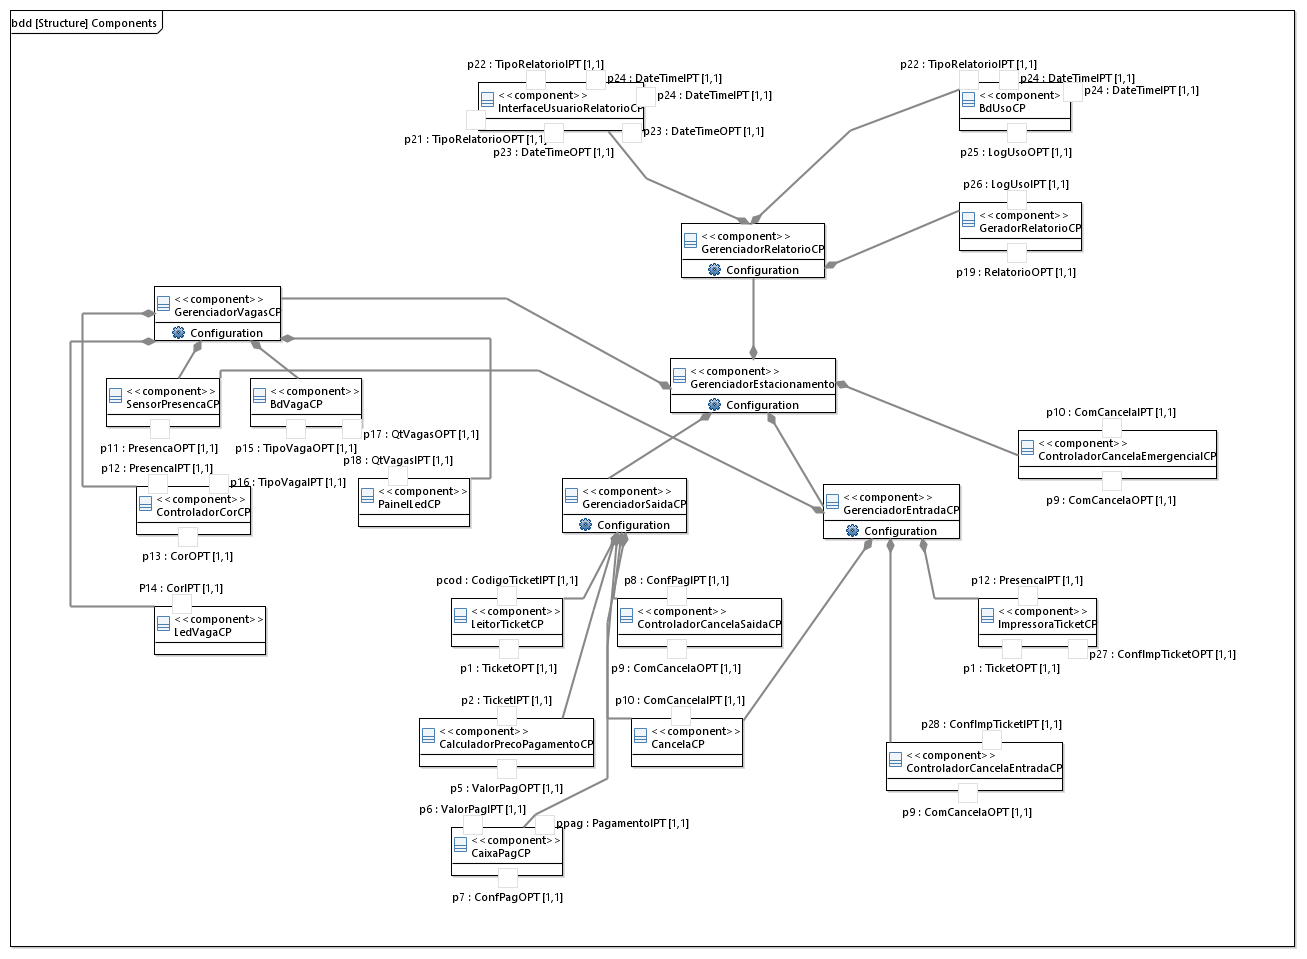 bdd [Structure] Components
p22 : TipoRelatorioIPT [1,1]
p24 : DateTimeIPT [1,1]
p24 : DateTimeIPT [1,1]
<<component>>
InterfaceUsuarioRelatorioCP
p21 : TipoRelatorioOPT [1,1]
p23 : DateTimeOPT [1,1]
p23 : DateTimeOPT [1,1]
p22 : TipoRelatorioIPT [1,1]
p24 : DateTimeIPT [1,1]
p24 : DateTimeIPT [1,1]
<<component>>
BdUsoCP
p25 : LogUsoOPT [1,1]
p26 : LogUsoIPT [1,1]
<<component>>
GeradorRelatorioCP
p19 : RelatorioOPT [1,1]
<<component>>
GerenciadorRelatorioCP
Configuration
<<component>>
GerenciadorVagasCP
Configuration
<<component>>
GerenciadorEstacionamento
Configuration
<<component>>
SensorPresencaCP
p11 : PresencaOPT [1,1]
<<component>>
BdVagaCP
p15 : TipoVagaOPT [1,1]
p17 : QtVagasOPT [1,1]
p18 : QtVagasIPT [1,1]
<<component>>
PainelLedCP
p12 : PresencaIPT [1,1]
p16 : TipoVagaIPT [1,1]
<<component>>
ControladorCorCP
p13 : CorOPT [1,1]
P14 : CorIPT [1,1]
<<component>>
LedVagaCP
p10 : ComCancelaIPT [1,1]
<<component>>
ControladorCancelaEmergencialCP
p9 : ComCancelaOPT [1,1]
<<component>>
GerenciadorSaidaCP
Configuration
<<component>>
GerenciadorEntradaCP
Configuration
pcod : CodigoTicketIPT [1,1]
<<component>>
LeitorTicketCP
p1 : TicketOPT [1,1]
p8 : ConfPagIPT [1,1]
<<component>>
ControladorCancelaSaidaCP
p9 : ComCancelaOPT [1,1]
p12 : PresencaIPT [1,1]
<<component>>
ImpressoraTicketCP
p1 : TicketOPT [1,1]
p27 : ConfImpTicketOPT [1,1]
p2 : TicketIPT [1,1]
<<component>>
CalculadorPrecoPagamentoCP
p5 : ValorPagOPT [1,1]
p10 : ComCancelaIPT [1,1]
<<component>>
CancelaCP
p28 : ConfImpTicketIPT [1,1]
<<component>>
ControladorCancelaEntradaCP
p9 : ComCancelaOPT [1,1]
p6 : ValorPagIPT [1,1]
ppag : PagamentoIPT [1,1]
<<component>>
CaixaPagCP
p7 : ConfPagOPT [1,1]